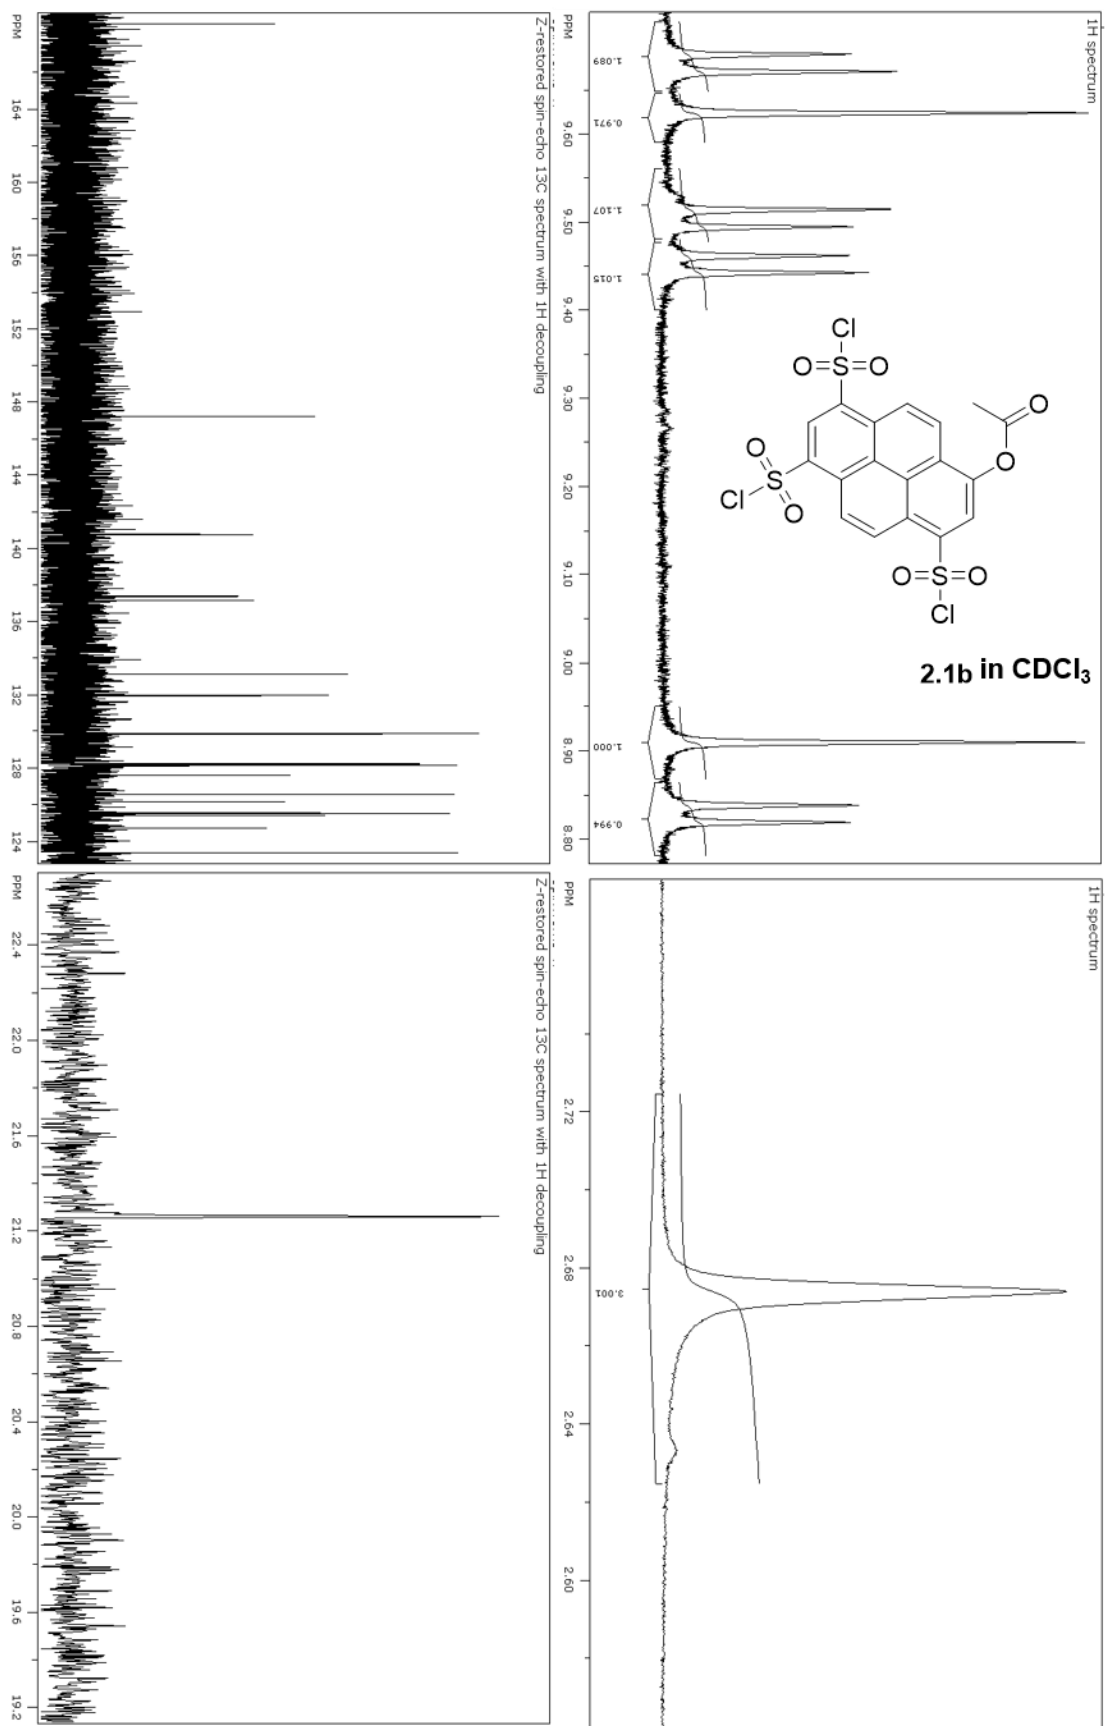 1H spectrum
PPM
9.60
9.50
9.40
9.30
9.20
9.10
9.00
8.90
8.80
1.089
0.971
1.107
1.015
1.000
0.994
Cl
O=S=O
O
O
O
S
Cl
O
O=S=O
Cl
2.1b in CDCl₃
1H spectrum
PPM
2.72
2.68
2.64
2.60
3.001
Z-restored spin-echo 13C spectrum with 1H decoupling
PPM
164
160
156
152
148
144
140
136
132
128
124
Z-restored spin-echo 13C spectrum with 1H decoupling
PPM
22.4
22.0
21.6
21.2
20.8
20.4
20.0
19.6
19.2